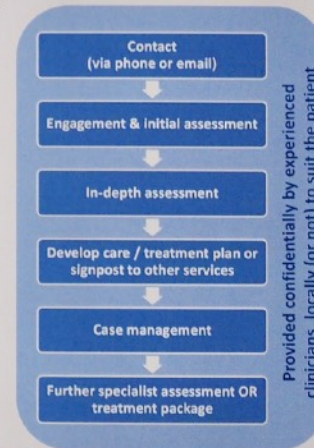 Contact
(via phone or email)
Engagement & initial assessment
In-depth assessment
Develop care / treatment plan or
signpost to other services
Case management
Further specialist assessment OR
treatment package
Provided confidentially by experienced
clinicians, locally (or not) to suit the patient